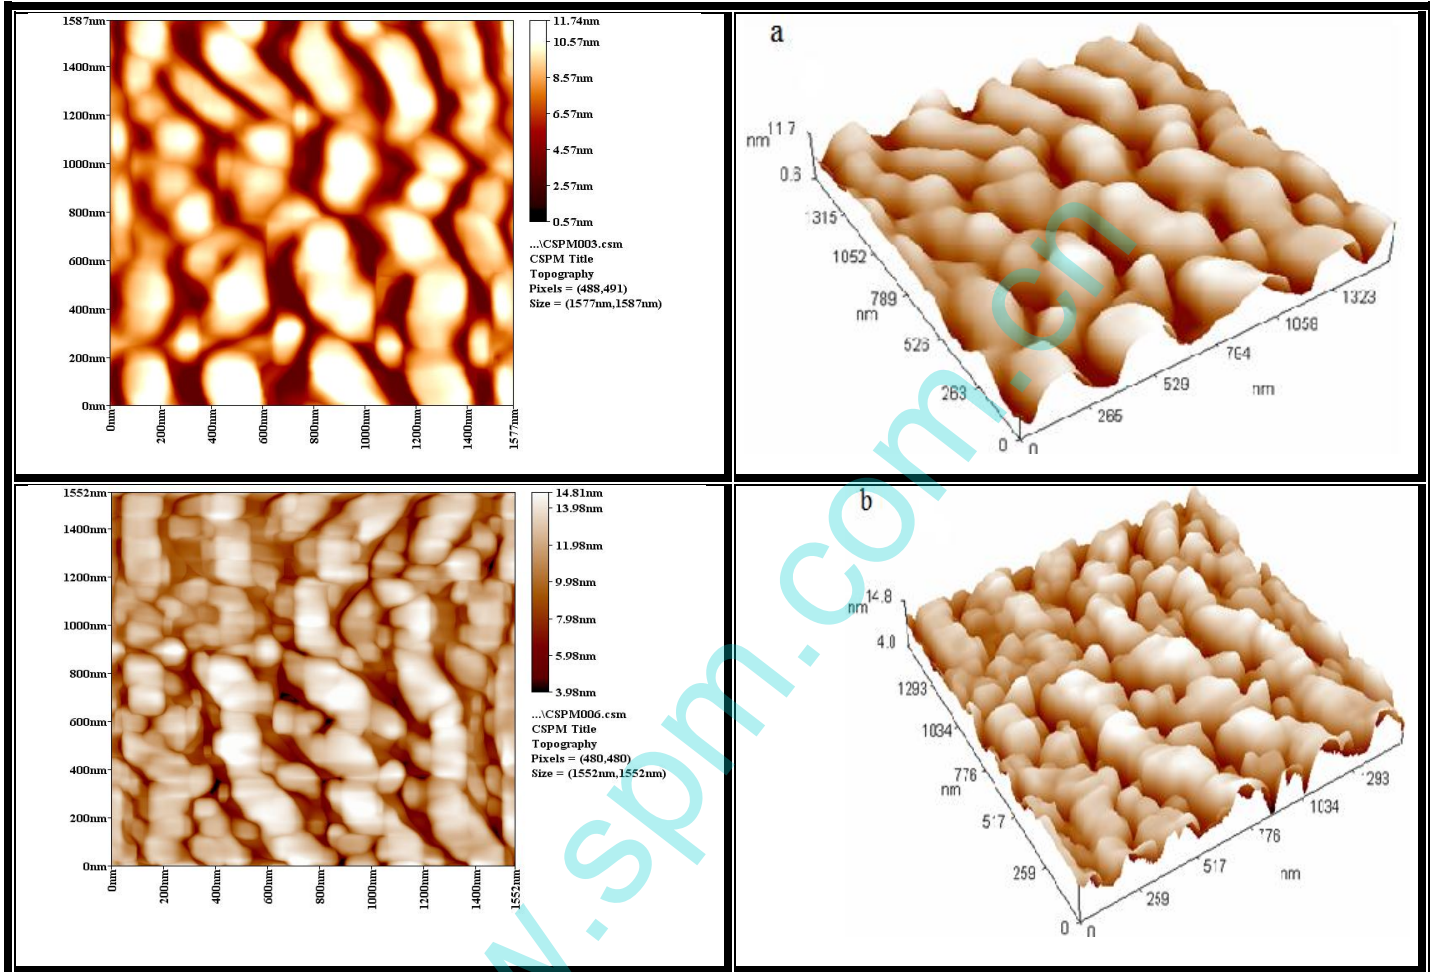 1587nm
1400nm
1200nm
1000nm
800nm
600nm
400nm
200nm
0nm
0nm
200nm
400nm
600nm
800nm
1000nm
1200nm
1400nm
1577nm
11.74nm
10.57nm
8.57nm
6.57nm
4.57nm
2.57nm
0.57nm
...\CSPM003.csm
CSPM Title
Topography
Pixels = (488,491)
Size = (1577nm,1587nm)
a
nm
11.7
0.6
1315
1052
789
nm
526
263
0
0
265
529
794
1058
1323
nm
1552nm
1400nm
1200nm
1000nm
800nm
600nm
400nm
200nm
0nm
0nm
200nm
400nm
600nm
800nm
1000nm
1200nm
1400nm
1552nm
14.81nm
13.98nm
11.98nm
9.98nm
7.98nm
5.98nm
3.98nm
...\CSPM006.csm
CSPM Title
Topography
Pixels = (480,480)
Size = (1552nm,1552nm)
b
nm
14.8
4.0
1293
1034
776
nm
517
259
0
0
259
517
776
1034
1293
nm
w.spm.com.cn